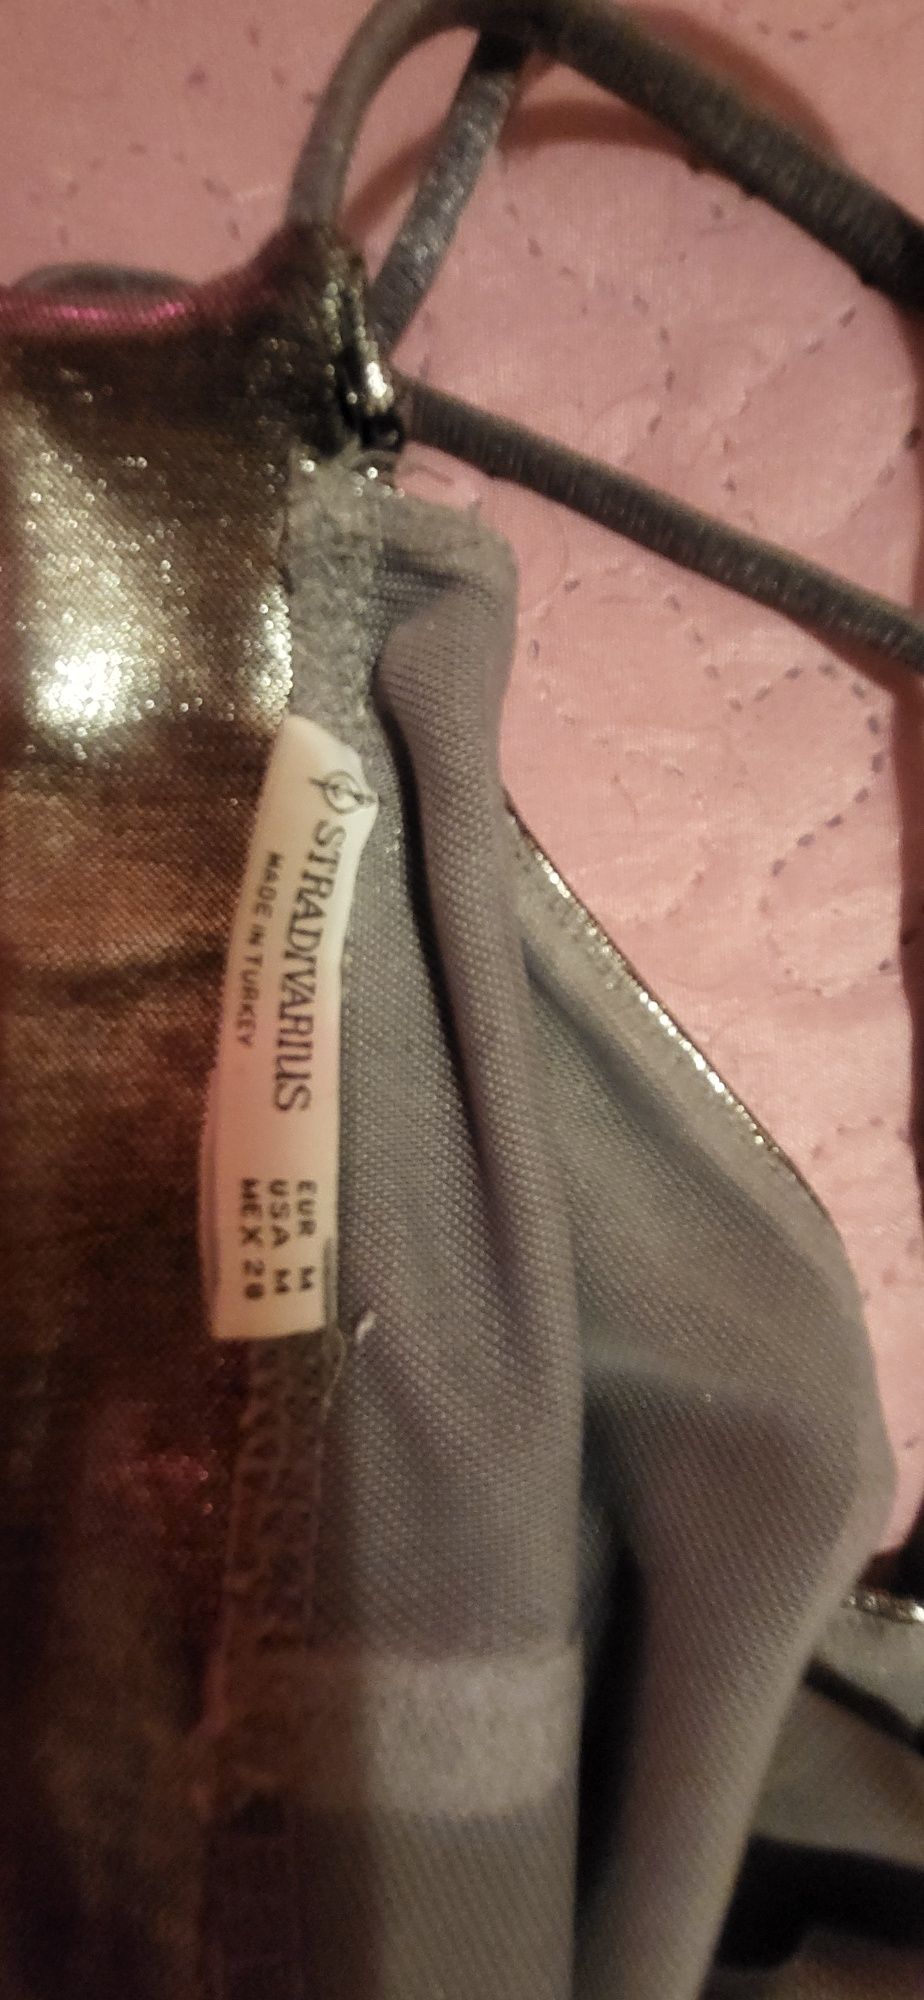 STRADIVARIUS
MADE IN TURKEY
EUR M
USA M
MEX 28